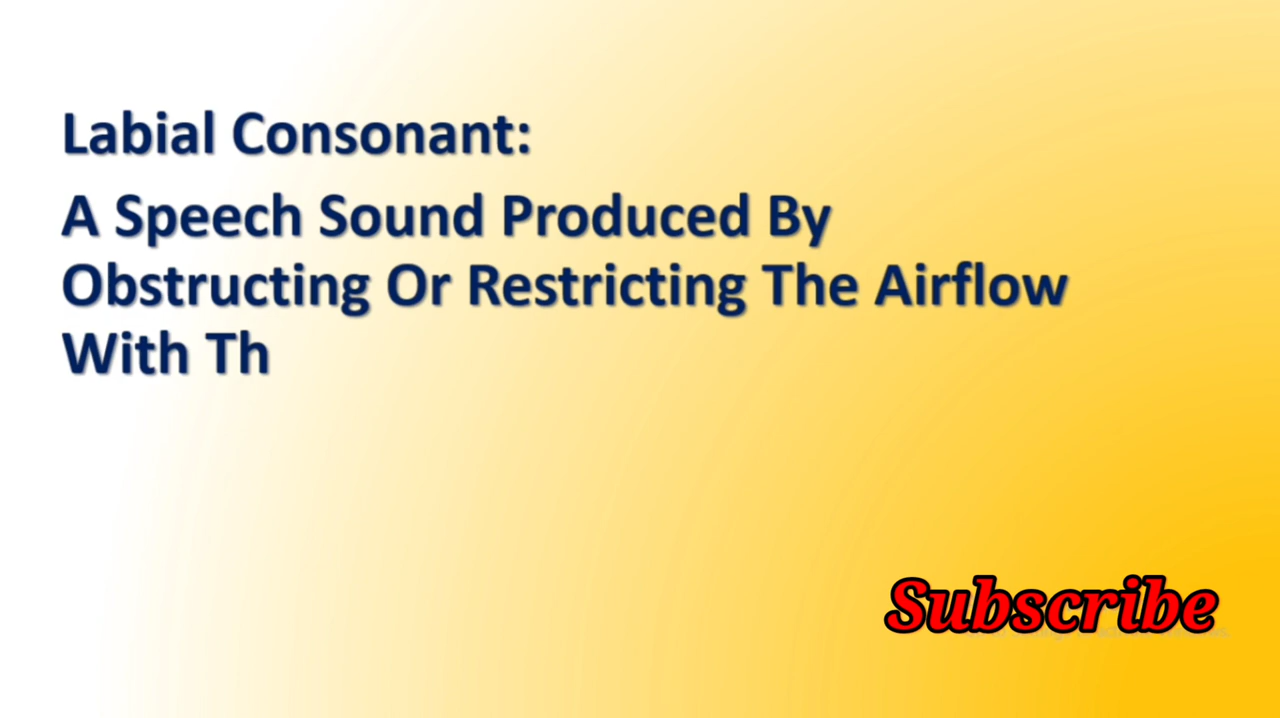 Labial Consonant:
A Speech Sound Produced By
Obstructing Or Restricting The Airflow
With Th
Subscribe